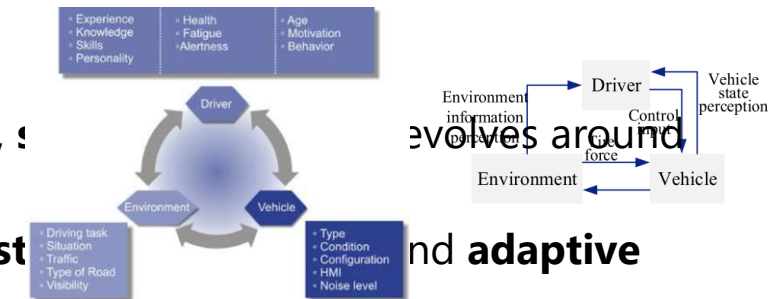 Experience
Knowledge
Skills
Personality
Health
Fatigue
Alertness
Age
Motivation
Behavior
Driver
Environment
Vehicle
Driving task
Situation
Traffic
Type of Road
Visibility
Type
Condition
Configuration
HMI
Noise level
Driver
Environment
information
perception
Vehicle
state
perception
Control
input
force
Environment
Vehicle
evolves around
adaptive